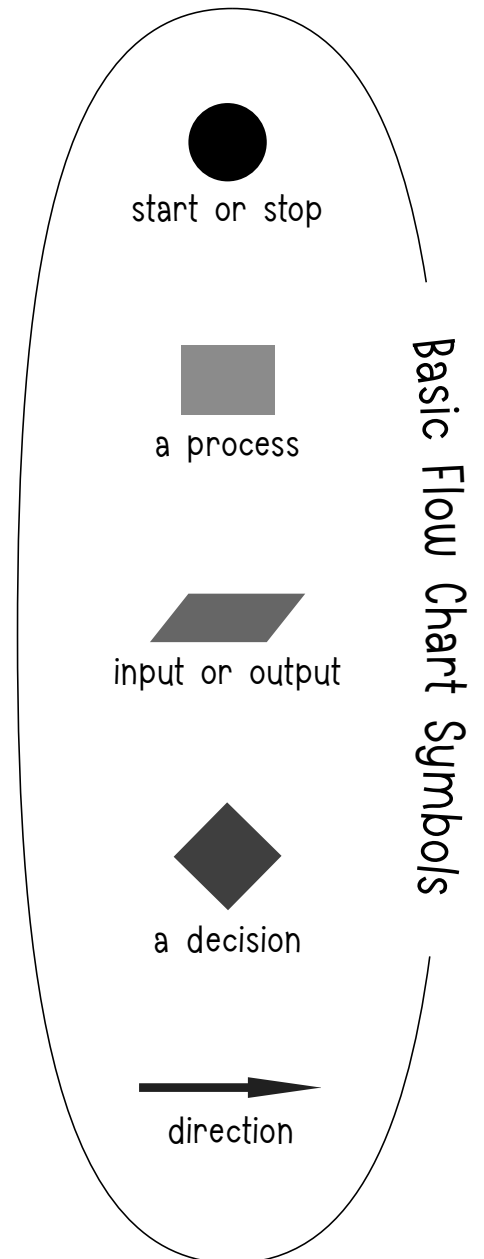 start or stop
a process
input or output
a decision
direction
Basic Flow Chart Symbols